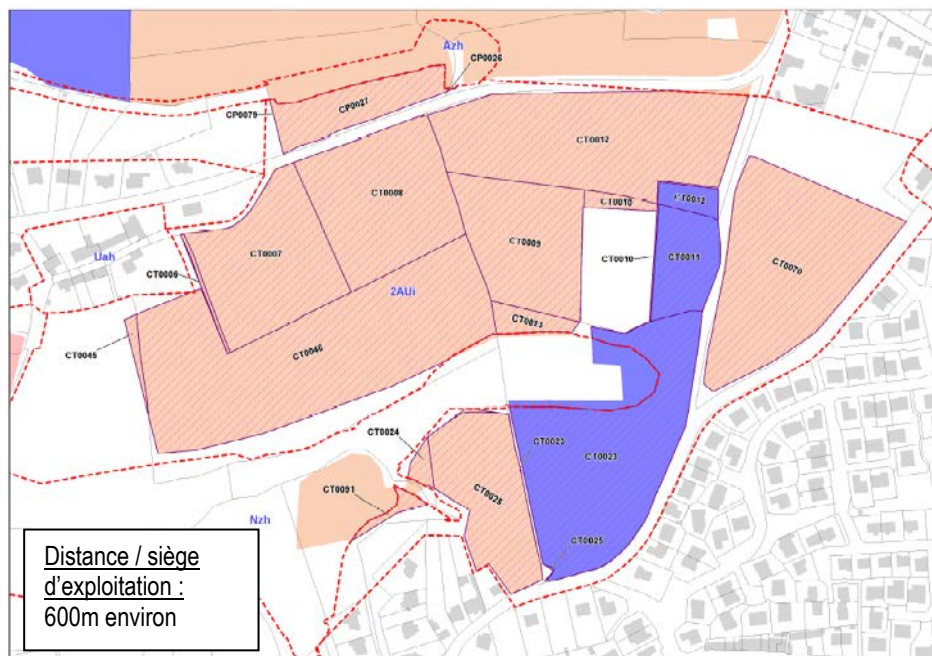 Azh
CP0026
CP0027
CP0079
CT0012
CT0008
CT0010
CT0012
CT0007
CT0009
CT0010
CT0011
CT0070
Uah
CT0006
2AUi
CT0013
CT0045
CT0046
CT0024
CT0023
CT0023
CT0091
CT0025
Nzh
CT0025
Distance / siège
d'exploitation :
600m environ